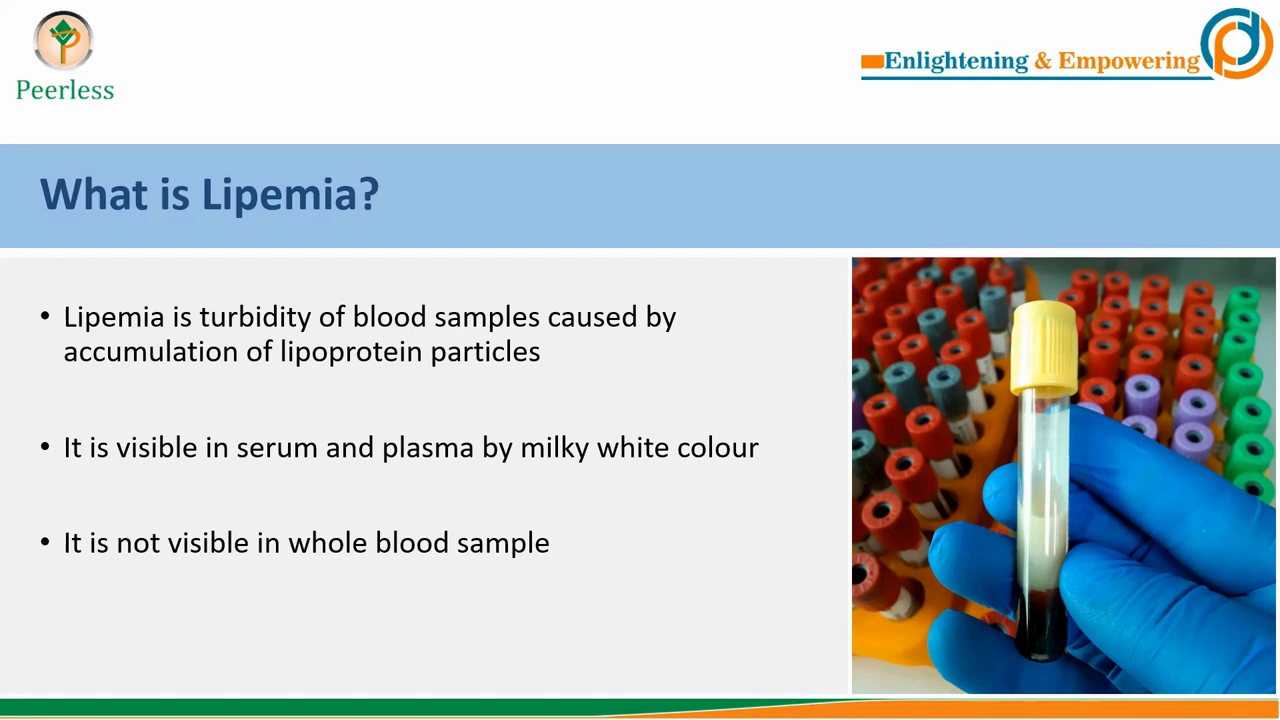 Peerless
Enlightening & Empowering
What is Lipemia?
• Lipemia is turbidity of blood samples caused by
accumulation of lipoprotein particles
• It is visible in serum and plasma by milky white colour
• It is not visible in whole blood sample